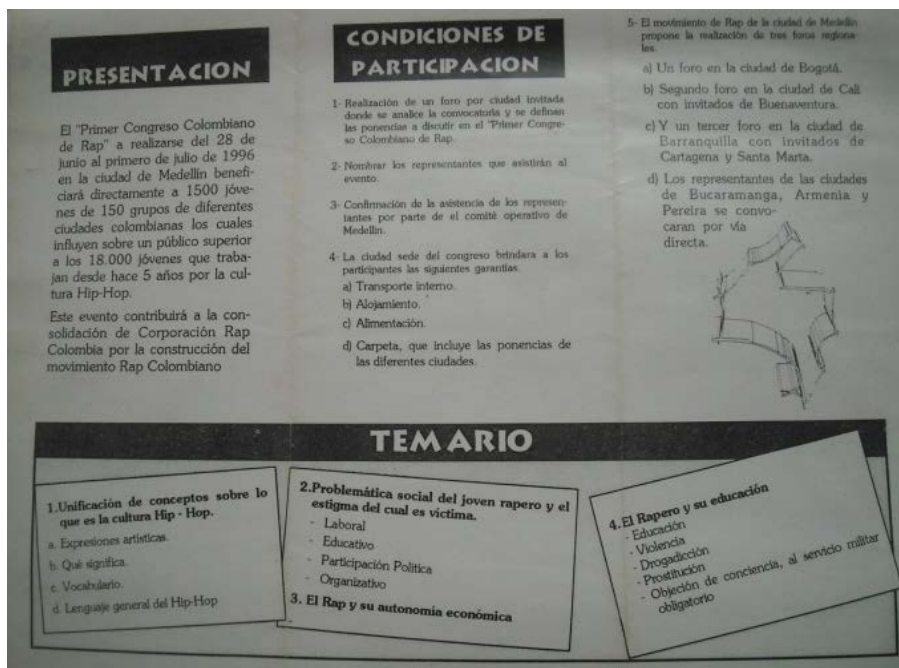 PRESENTACION
El "Primer Congreso Colombiano
de Rap" a realizarse del 28 de
junio al primero de julio de 1996
en la ciudad de Medellín benefi-
ciará directamente a 1500 jóve-
nes de 150 grupos de diferentes
ciudades colombianas los cuales
influyen sobre un público superior
a los 18.000 jóvenes que traba-
jan desde hace 5 años por la cul-
tura Hip-Hop.
Este evento contribuirá a la con-
solidación de Corporación Rap
Colombia por la construcción del
movimiento Rap Colombiano
CONDICIONES DE
PARTICIPACION
1- Realización de un foro por ciudad invitada
donde se analice la convocatoria y se definan
las ponencias a discutir en el "Primer Congre-
so Colombiano de Rap.
2- Nombrar los representantes que asistirán al
evento.
3- Confirmación de la asistencia de los represen-
tantes por parte de el comité operativo de
Medellín.
4- La ciudad sede del congreso brindara a los
participantes las siguientes garantías.
a) Transporte interno.
b) Alojamiento.
c) Alimentación.
d) Carpeta, que incluye las ponencias de
las diferentes ciudades.
5- El movimiento de Rap de la ciudad de Medellín
propone la realización de tres foros regiona-
les.
a) Un foro en la ciudad de Bogotá.
b) Segundo foro en la ciudad de Cali
con invitados de Buenaventura.
c) Y un tercer foro en la ciudad de
Barranquilla con invitados de
Cartagena y Santa Marta.
d) Los representantes de las ciudades
de Bucaramanga, Armenia y
Pereira se convo-
caran por vía
directa.
TEMARIO
1.Unificación de conceptos sobre lo
que es la cultura Hip - Hop.
a. Expresiones artísticas.
b. Qué significa.
c. Vocabulario.
d. Lenguaje general del Hip-Hop
2.Problemática social del joven rapero y el
estigma del cual es víctima.
- Laboral
- Educativo
- Participación Política
- Organizativo
3. El Rap y su autonomía económica
4.El Rapero y su educación
- Educación
- Violencia
- Drogadicción
- Prostitución
- Objeción de conciencia, al servicio militar
obligatorio